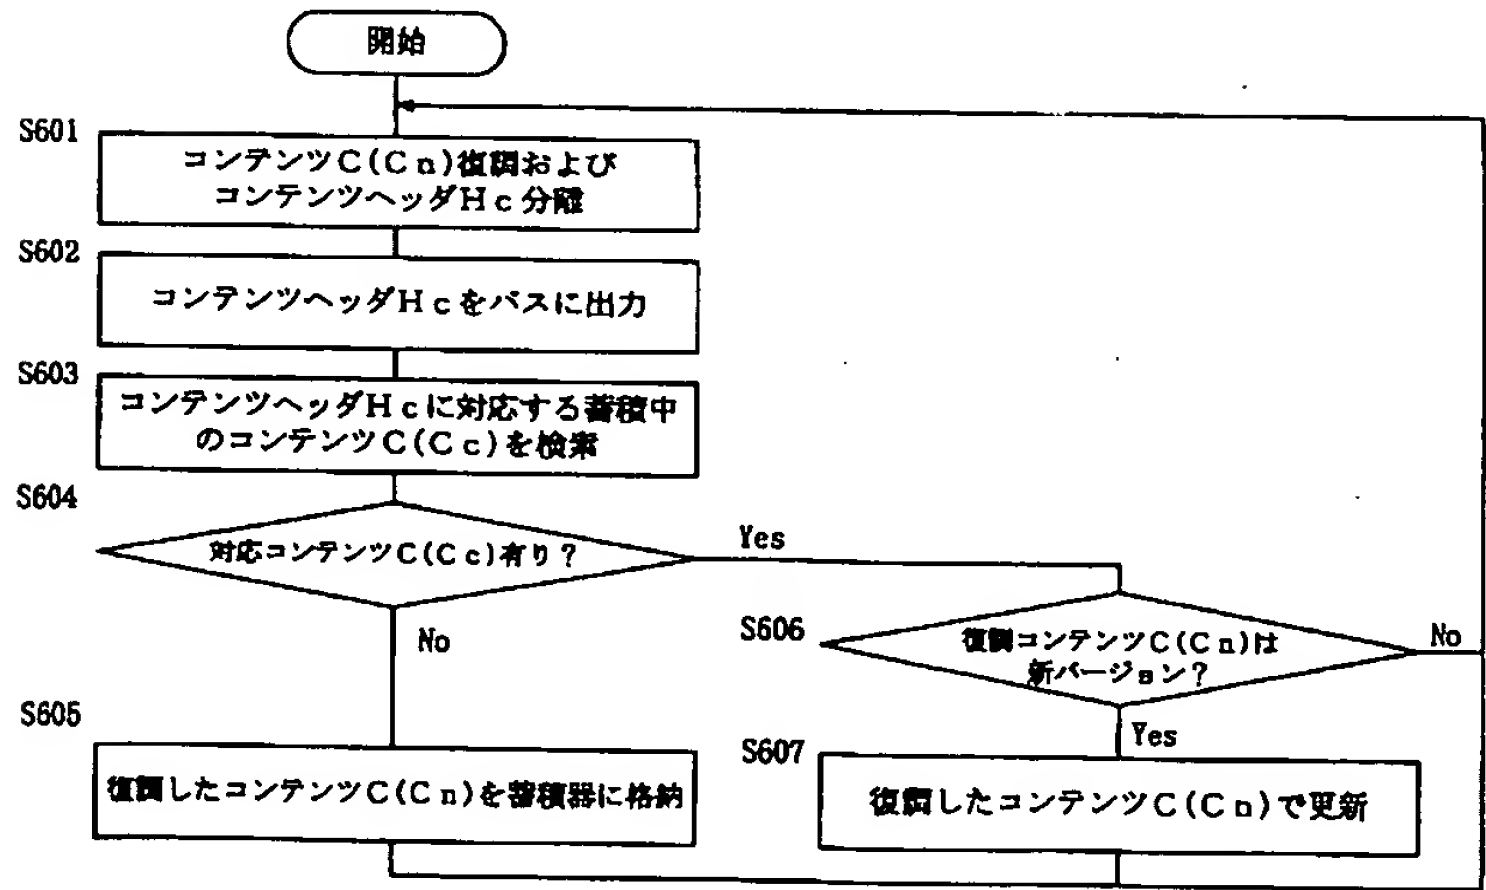 開始
S601
コンテンツC(Cn)復調および
コンテンツヘッダHc分離
S602
コンテンツヘッダHcをバスに出力
S603
コンテンツヘッダHcに対応する蓄積中
のコンテンツC(Cc)を検索
S604
対応コンテンツC(Cc)有り?
Yes
No
S606
復調コンテンツC(Cn)は
新バージョン?
No
Yes
S605
復調したコンテンツC(Cn)を蓄積器に格納
S607
復調したコンテンツC(Cn)で更新